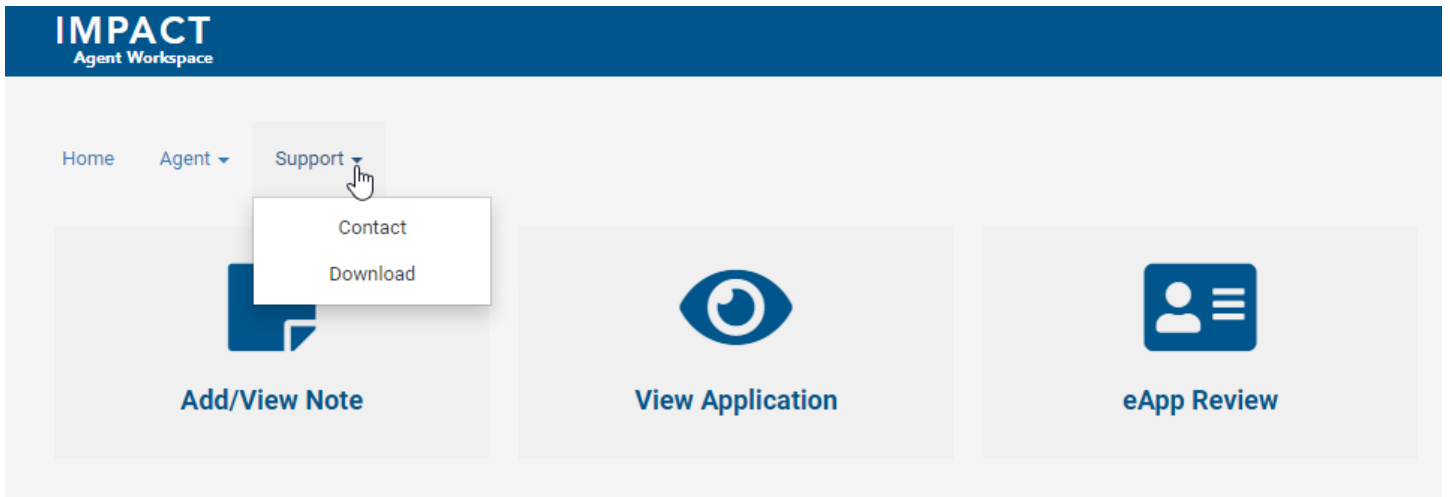 IMPACT
Agent Workspace
Home Agent Support
Contact
Download
Add/View Note View Application eApp Review